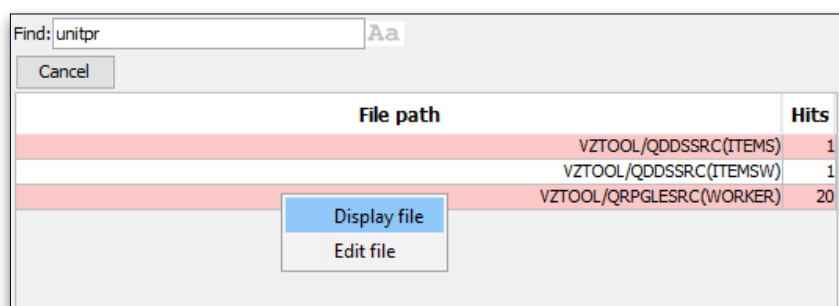 Find: unitpr Aa
Cancel
File path Hits
VZTOOL/QDDSSRC(ITEMS) 1
VZTOOL/QDDSSRC(ITEMSW) 1
VZTOOL/QRPGLESRC(WORKER) 20
Display file
Edit file